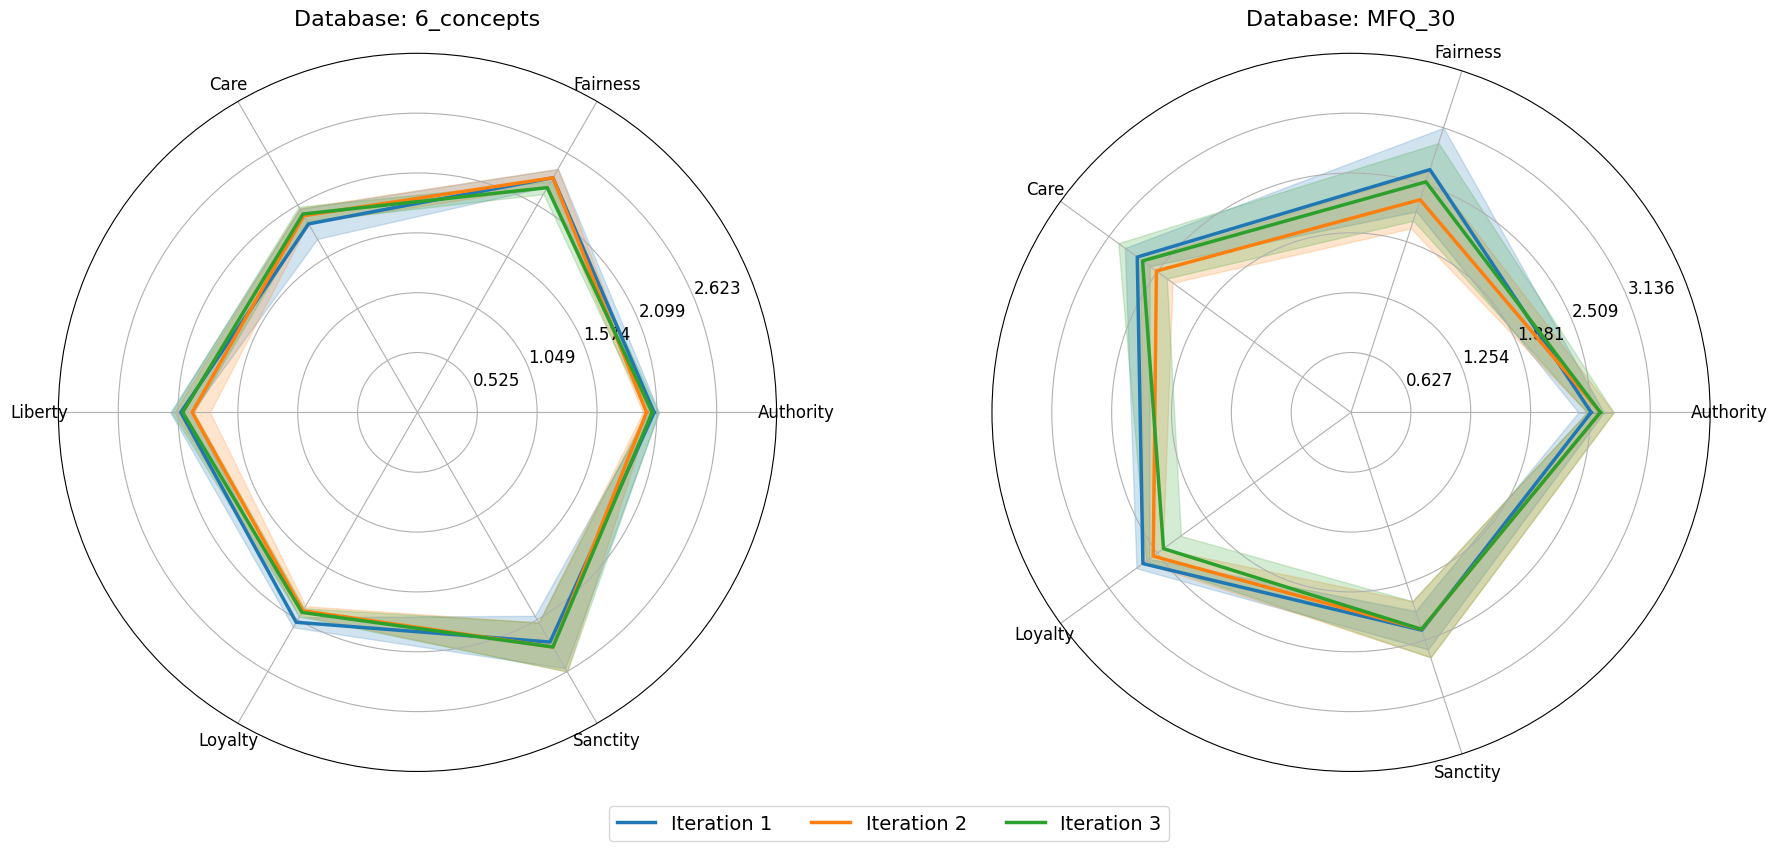 Database: 6_concepts
Care
Fairness
Liberty
Authority
Loyalty
Sanctity
0.525
1.049
1.574
2.099
2.623
Database: MFQ_30
Fairness
Care
Authority
Loyalty
Sanctity
0.627
1.254
1.881
2.509
3.136
Iteration 1
Iteration 2
Iteration 3